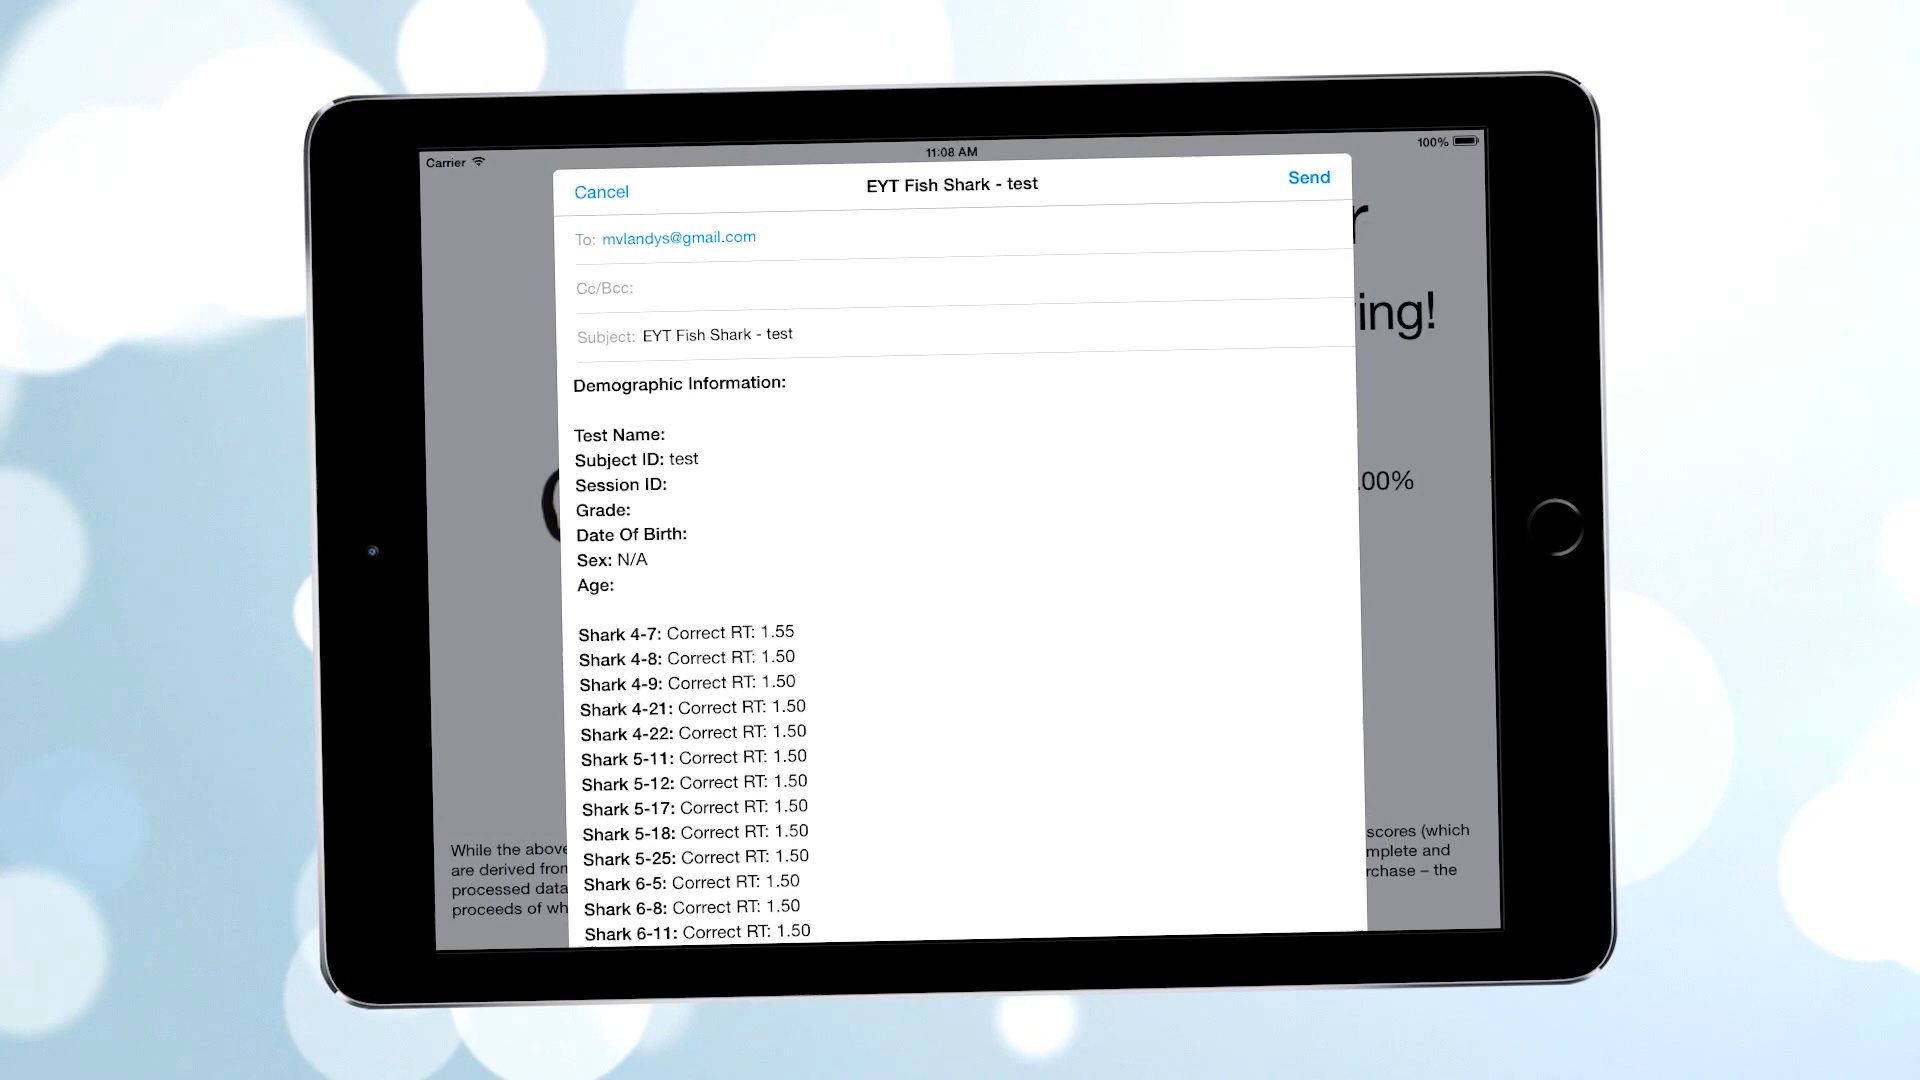 Carrier
11:08 AM
100%
Cancel
EYT Fish Shark - test
Send
To: mvlandys@gmail.com
Cc/Bcc:
Subject: EYT Fish Shark - test
ing!
Demographic Information:
Test Name:
Subject ID: test
Session ID:
Grade:
Date Of Birth:
Sex: N/A
Age:
.00%
Shark 4-7: Correct RT: 1.55
Shark 4-8: Correct RT: 1.50
Shark 4-9: Correct RT: 1.50
Shark 4-21: Correct RT: 1.50
Shark 4-22: Correct RT: 1.50
Shark 5-11: Correct RT: 1.50
Shark 5-12: Correct RT: 1.50
Shark 5-17: Correct RT: 1.50
Shark 5-18: Correct RT: 1.50
Shark 5-25: Correct RT: 1.50
Shark 6-5: Correct RT: 1.50
Shark 6-8: Correct RT: 1.50
Shark 6-11: Correct RT: 1.50
While the above
are derived from
processed data
proceeds of wh
scores (which
mplete and
rchase – the